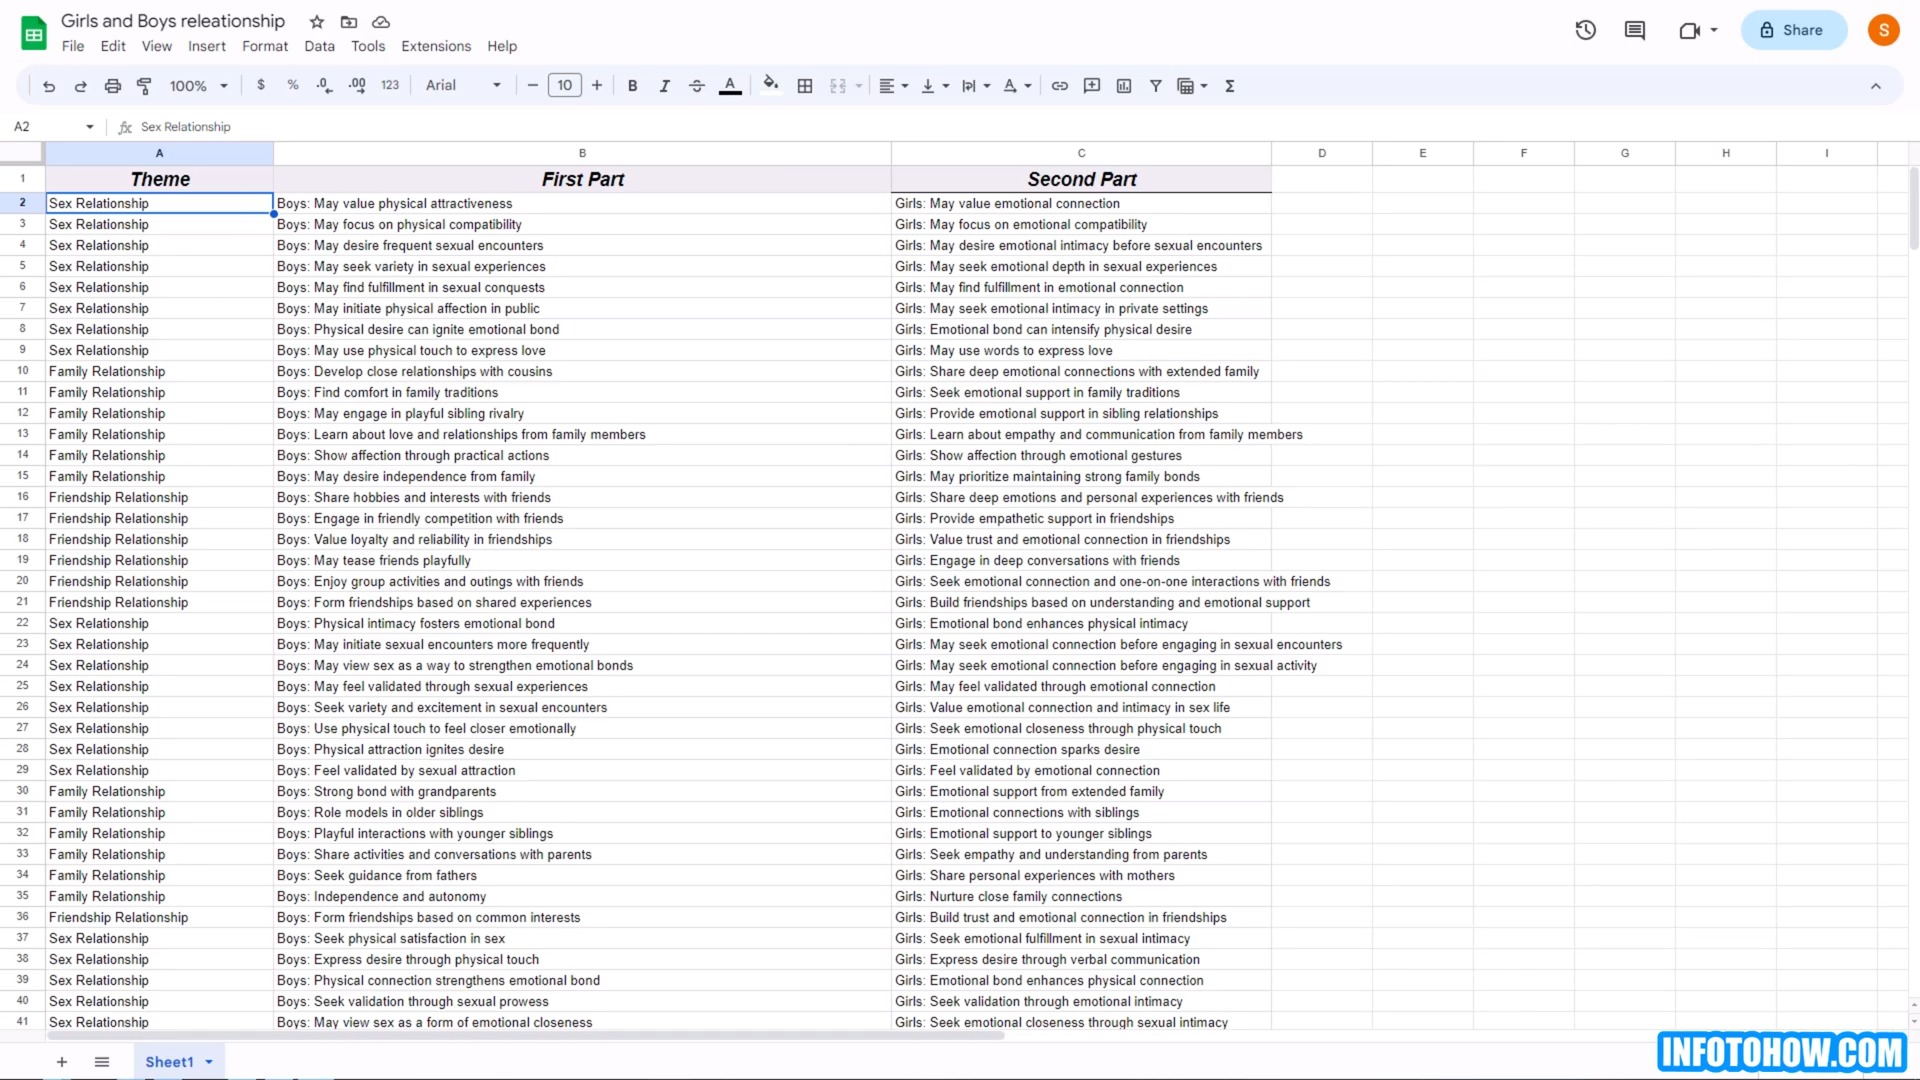 Girls and Boys releationship
File Edit View Insert Format Data Tools Extensions Help
Share
S
100% $ % .0 .00 123 Arial 10 B I A
A2 fx Sex Relationship
A B C D E F G H I
1 Theme First Part Second Part
2 Sex Relationship Boys: May value physical attractiveness Girls: May value emotional connection
3 Sex Relationship Boys: May focus on physical compatibility Girls: May focus on emotional compatibility
4 Sex Relationship Boys: May desire frequent sexual encounters Girls: May desire emotional intimacy before sexual encounters
5 Sex Relationship Boys: May seek variety in sexual experiences Girls: May seek emotional depth in sexual experiences
6 Sex Relationship Boys: May find fulfillment in sexual conquests Girls: May find fulfillment in emotional connection
7 Sex Relationship Boys: May initiate physical affection in public Girls: May seek emotional intimacy in private settings
8 Sex Relationship Boys: Physical desire can ignite emotional bond Girls: Emotional bond can intensify physical desire
9 Sex Relationship Boys: May use physical touch to express love Girls: May use words to express love
10 Family Relationship Boys: Develop close relationships with cousins Girls: Share deep emotional connections with extended family
11 Family Relationship Boys: Find comfort in family traditions Girls: Seek emotional support in family traditions
12 Family Relationship Boys: May engage in playful sibling rivalry Girls: Provide emotional support in sibling relationships
13 Family Relationship Boys: Learn about love and relationships from family members Girls: Learn about empathy and communication from family members
14 Family Relationship Boys: Show affection through practical actions Girls: Show affection through emotional gestures
15 Family Relationship Boys: May desire independence from family Girls: May prioritize maintaining strong family bonds
16 Friendship Relationship Boys: Share hobbies and interests with friends Girls: Share deep emotions and personal experiences with friends
17 Friendship Relationship Boys: Engage in friendly competition with friends Girls: Provide empathetic support in friendships
18 Friendship Relationship Boys: Value loyalty and reliability in friendships Girls: Value trust and emotional connection in friendships
19 Friendship Relationship Boys: May tease friends playfully Girls: Engage in deep conversations with friends
20 Friendship Relationship Boys: Enjoy group activities and outings with friends Girls: Seek emotional connection and one-on-one interactions with friends
21 Friendship Relationship Boys: Form friendships based on shared experiences Girls: Build friendships based on understanding and emotional support
22 Sex Relationship Boys: Physical intimacy fosters emotional bond Girls: Emotional bond enhances physical intimacy
23 Sex Relationship Boys: May initiate sexual encounters more frequently Girls: May seek emotional connection before engaging in sexual encounters
24 Sex Relationship Boys: May view sex as a way to strengthen emotional bonds Girls: May seek emotional connection before engaging in sexual activity
25 Sex Relationship Boys: May feel validated through sexual experiences Girls: May feel validated through emotional connection
26 Sex Relationship Boys: Seek variety and excitement in sexual encounters Girls: Value emotional connection and intimacy in sex life
27 Sex Relationship Boys: Use physical touch to feel closer emotionally Girls: Seek emotional closeness through physical touch
28 Sex Relationship Boys: Physical attraction ignites desire Girls: Emotional connection sparks desire
29 Sex Relationship Boys: Feel validated by sexual attraction Girls: Feel validated by emotional connection
30 Family Relationship Boys: Strong bond with grandparents Girls: Emotional support from extended family
31 Family Relationship Boys: Role models in older siblings Girls: Emotional connections with siblings
32 Family Relationship Boys: Playful interactions with younger siblings Girls: Emotional support to younger siblings
33 Family Relationship Boys: Share activities and conversations with parents Girls: Seek empathy and understanding from parents
34 Family Relationship Boys: Seek guidance from fathers Girls: Share personal experiences with mothers
35 Family Relationship Boys: Independence and autonomy Girls: Nurture close family connections
36 Friendship Relationship Boys: Form friendships based on common interests Girls: Build trust and emotional connection in friendships
37 Sex Relationship Boys: Seek physical satisfaction in sex Girls: Seek emotional fulfillment in sexual intimacy
38 Sex Relationship Boys: Express desire through physical touch Girls: Express desire through verbal communication
39 Sex Relationship Boys: Physical connection strengthens emotional bond Girls: Emotional bond enhances physical connection
40 Sex Relationship Boys: Seek validation through sexual prowess Girls: Seek validation through emotional intimacy
41 Sex Relationship Boys: May view sex as a form of emotional closeness Girls: Seek emotional closeness through sexual intimacy
Sheet1
INFOTOHOW.COM